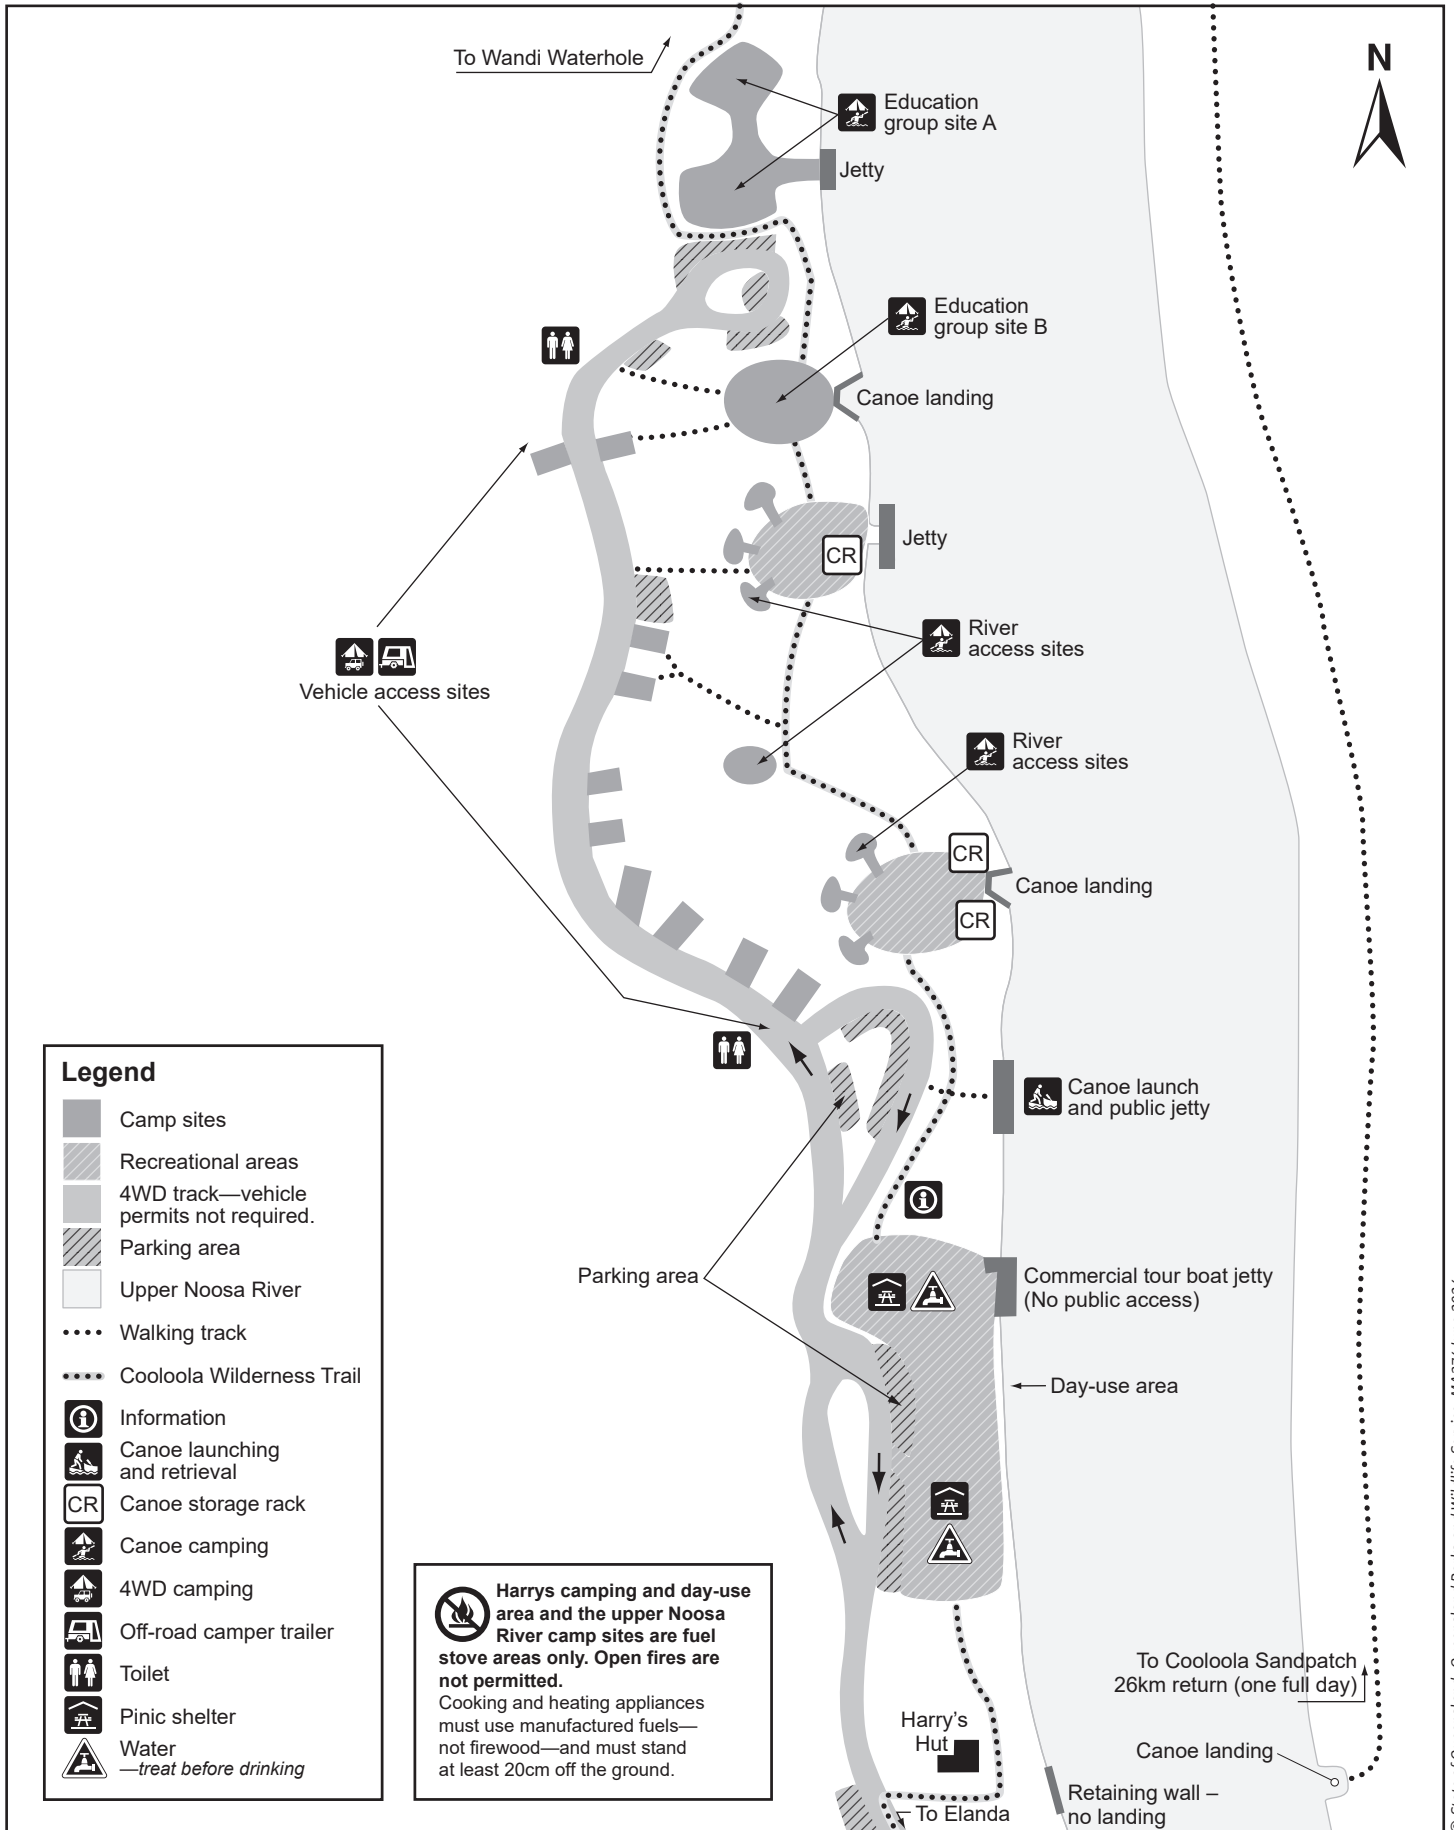 To Wandi Waterhole
N
Education
group site A
Jetty
Education
group site B
Canoe landing
CR
Jetty
River
access sites
Vehicle access sites
River
access sites
CR
Canoe landing
CR
Canoe launch
and public jetty
Parking area
Commercial tour boat jetty
(No public access)
Day-use area
Legend
Camp sites
Recreational areas
4WD track—vehicle
permits not required.
Parking area
Upper Noosa River
Walking track
Cooloola Wilderness Trail
Information
Canoe launching
and retrieval
CR Canoe storage rack
Canoe camping
4WD camping
Off-road camper trailer
Toilet
Pinic shelter
Water
—treat before drinking
Harrys camping and day-use
area and the upper Noosa
River camp sites are fuel
stove areas only. Open fires are
not permitted.
Cooking and heating appliances
must use manufactured fuels—
not firewood—and must stand
at least 20cm off the ground.
To Cooloola Sandpatch
26km return (one full day)
Harry's
Hut
Canoe landing
Retaining wall –
no landing
To Elanda